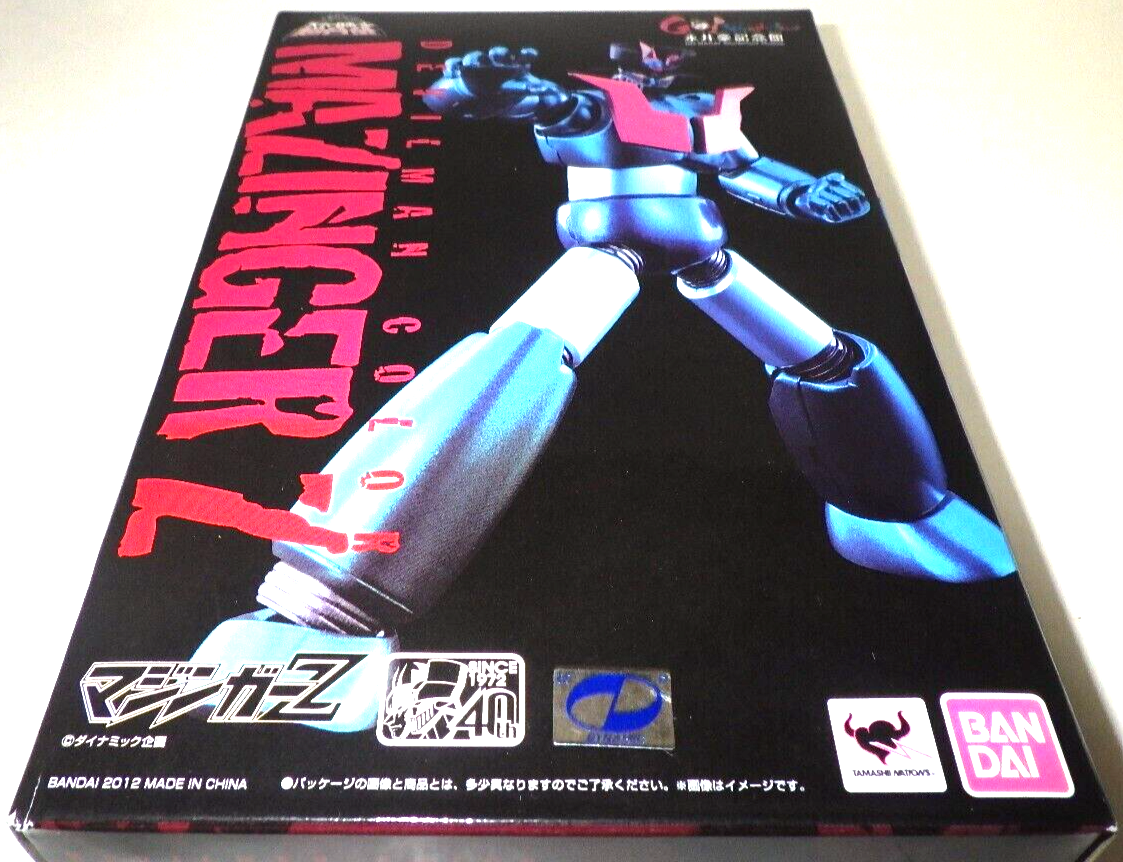 MAZINGER Z
DEVILMAN COLOR
永井豪記念館
マジンガーZ
SINCE
1972
40th
DYNAMIC
©ダイナミック企画
TAMASHII NATIONS
BAN
DAI
BANDAI 2012 MADE IN CHINA
●パッケージの画像と商品とは、多少異なりますのでご了承ください。※画像はイメージです。